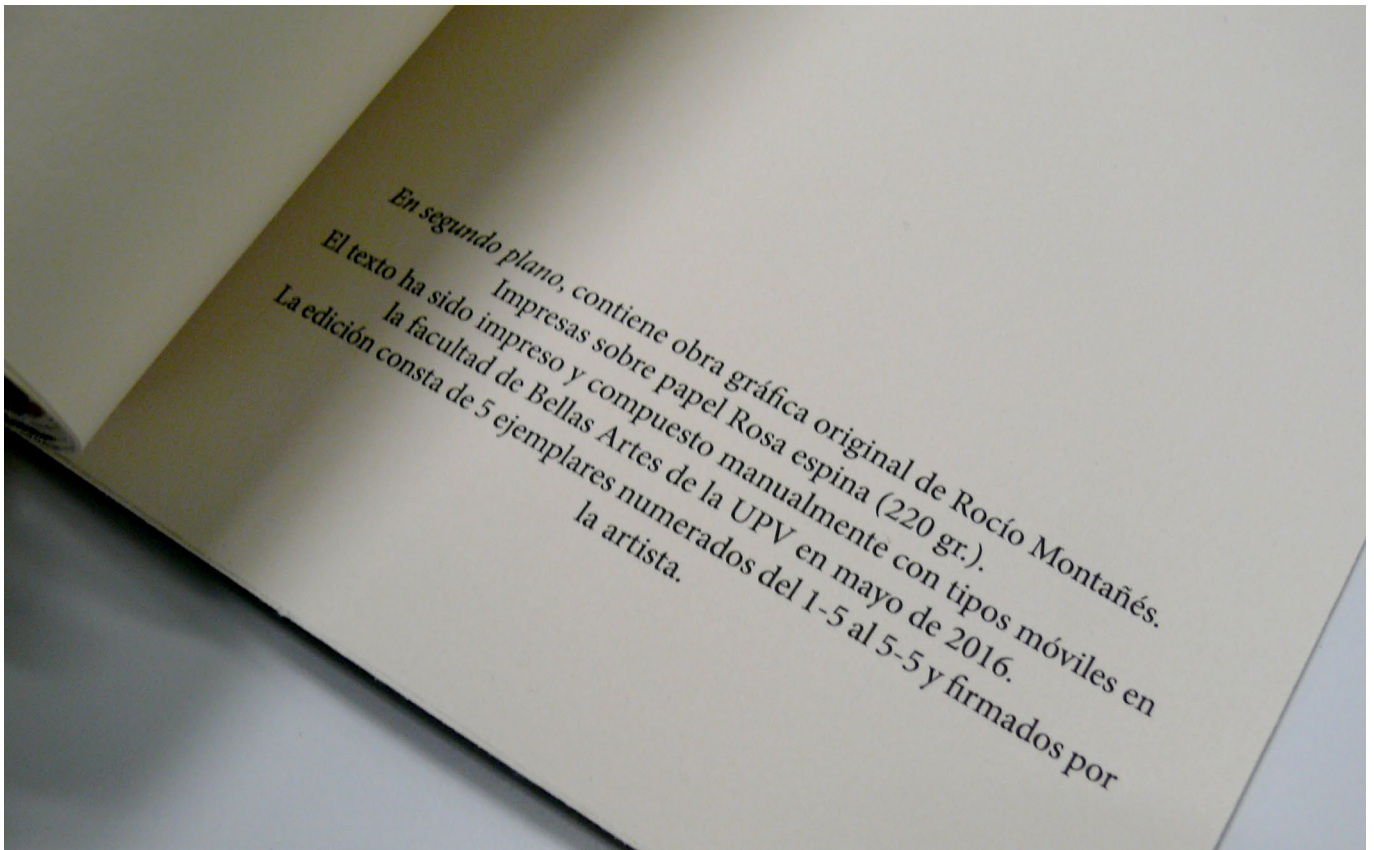 En segundo plano, contiene obra gráfica original de Rocío Montañés.
Impresas sobre papel Rosa espina (220 gr.).
El texto ha sido impreso y compuesto manualmente con tipos móviles en
la facultad de Bellas Artes de la UPV en mayo de 2016.
La edición consta de 5 ejemplares numerados del 1-5 al 5-5 y firmados por
la artista.